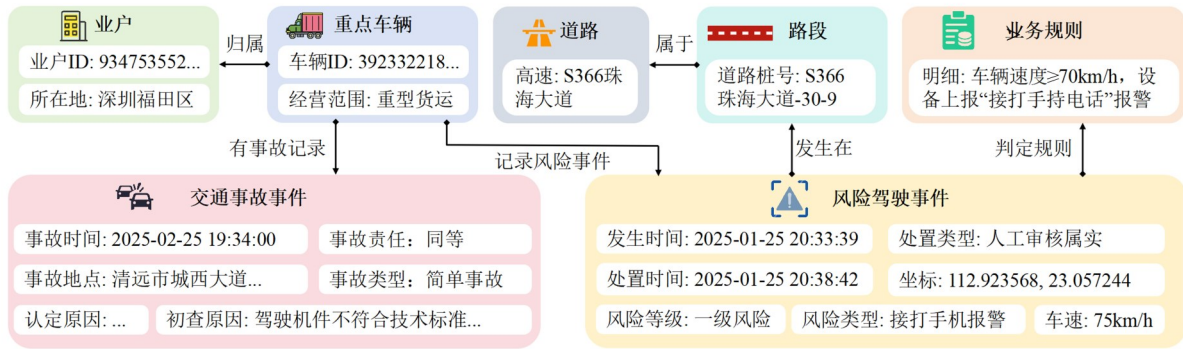 业户
业户ID: 934753552...
所在地: 深圳福田区
归属
重点车辆
车辆ID: 392332218...
经营范围: 重型货运
道路
高速: S366珠
海大道
属于
路段
道路桩号: S366
珠海大道-30-9
业务规则
明细: 车辆速度≥70km/h，设
备上报“接打手持电话”报警
有事故记录
记录风险事件
发生在
判定规则
交通事故事件
事故时间: 2025-02-25 19:34:00
事故责任：同等
事故地点: 清远市城西大道...
事故类型：简单事故
认定原因: ...
初查原因: 驾驶机件不符合技术标准...
风险驾驶事件
发生时间: 2025-01-25 20:33:39
处置类型: 人工审核属实
处置时间: 2025-01-25 20:38:42
坐标: 112.923568, 23.057244
风险等级: 一级风险
风险类型: 接打手机报警
车速: 75km/h